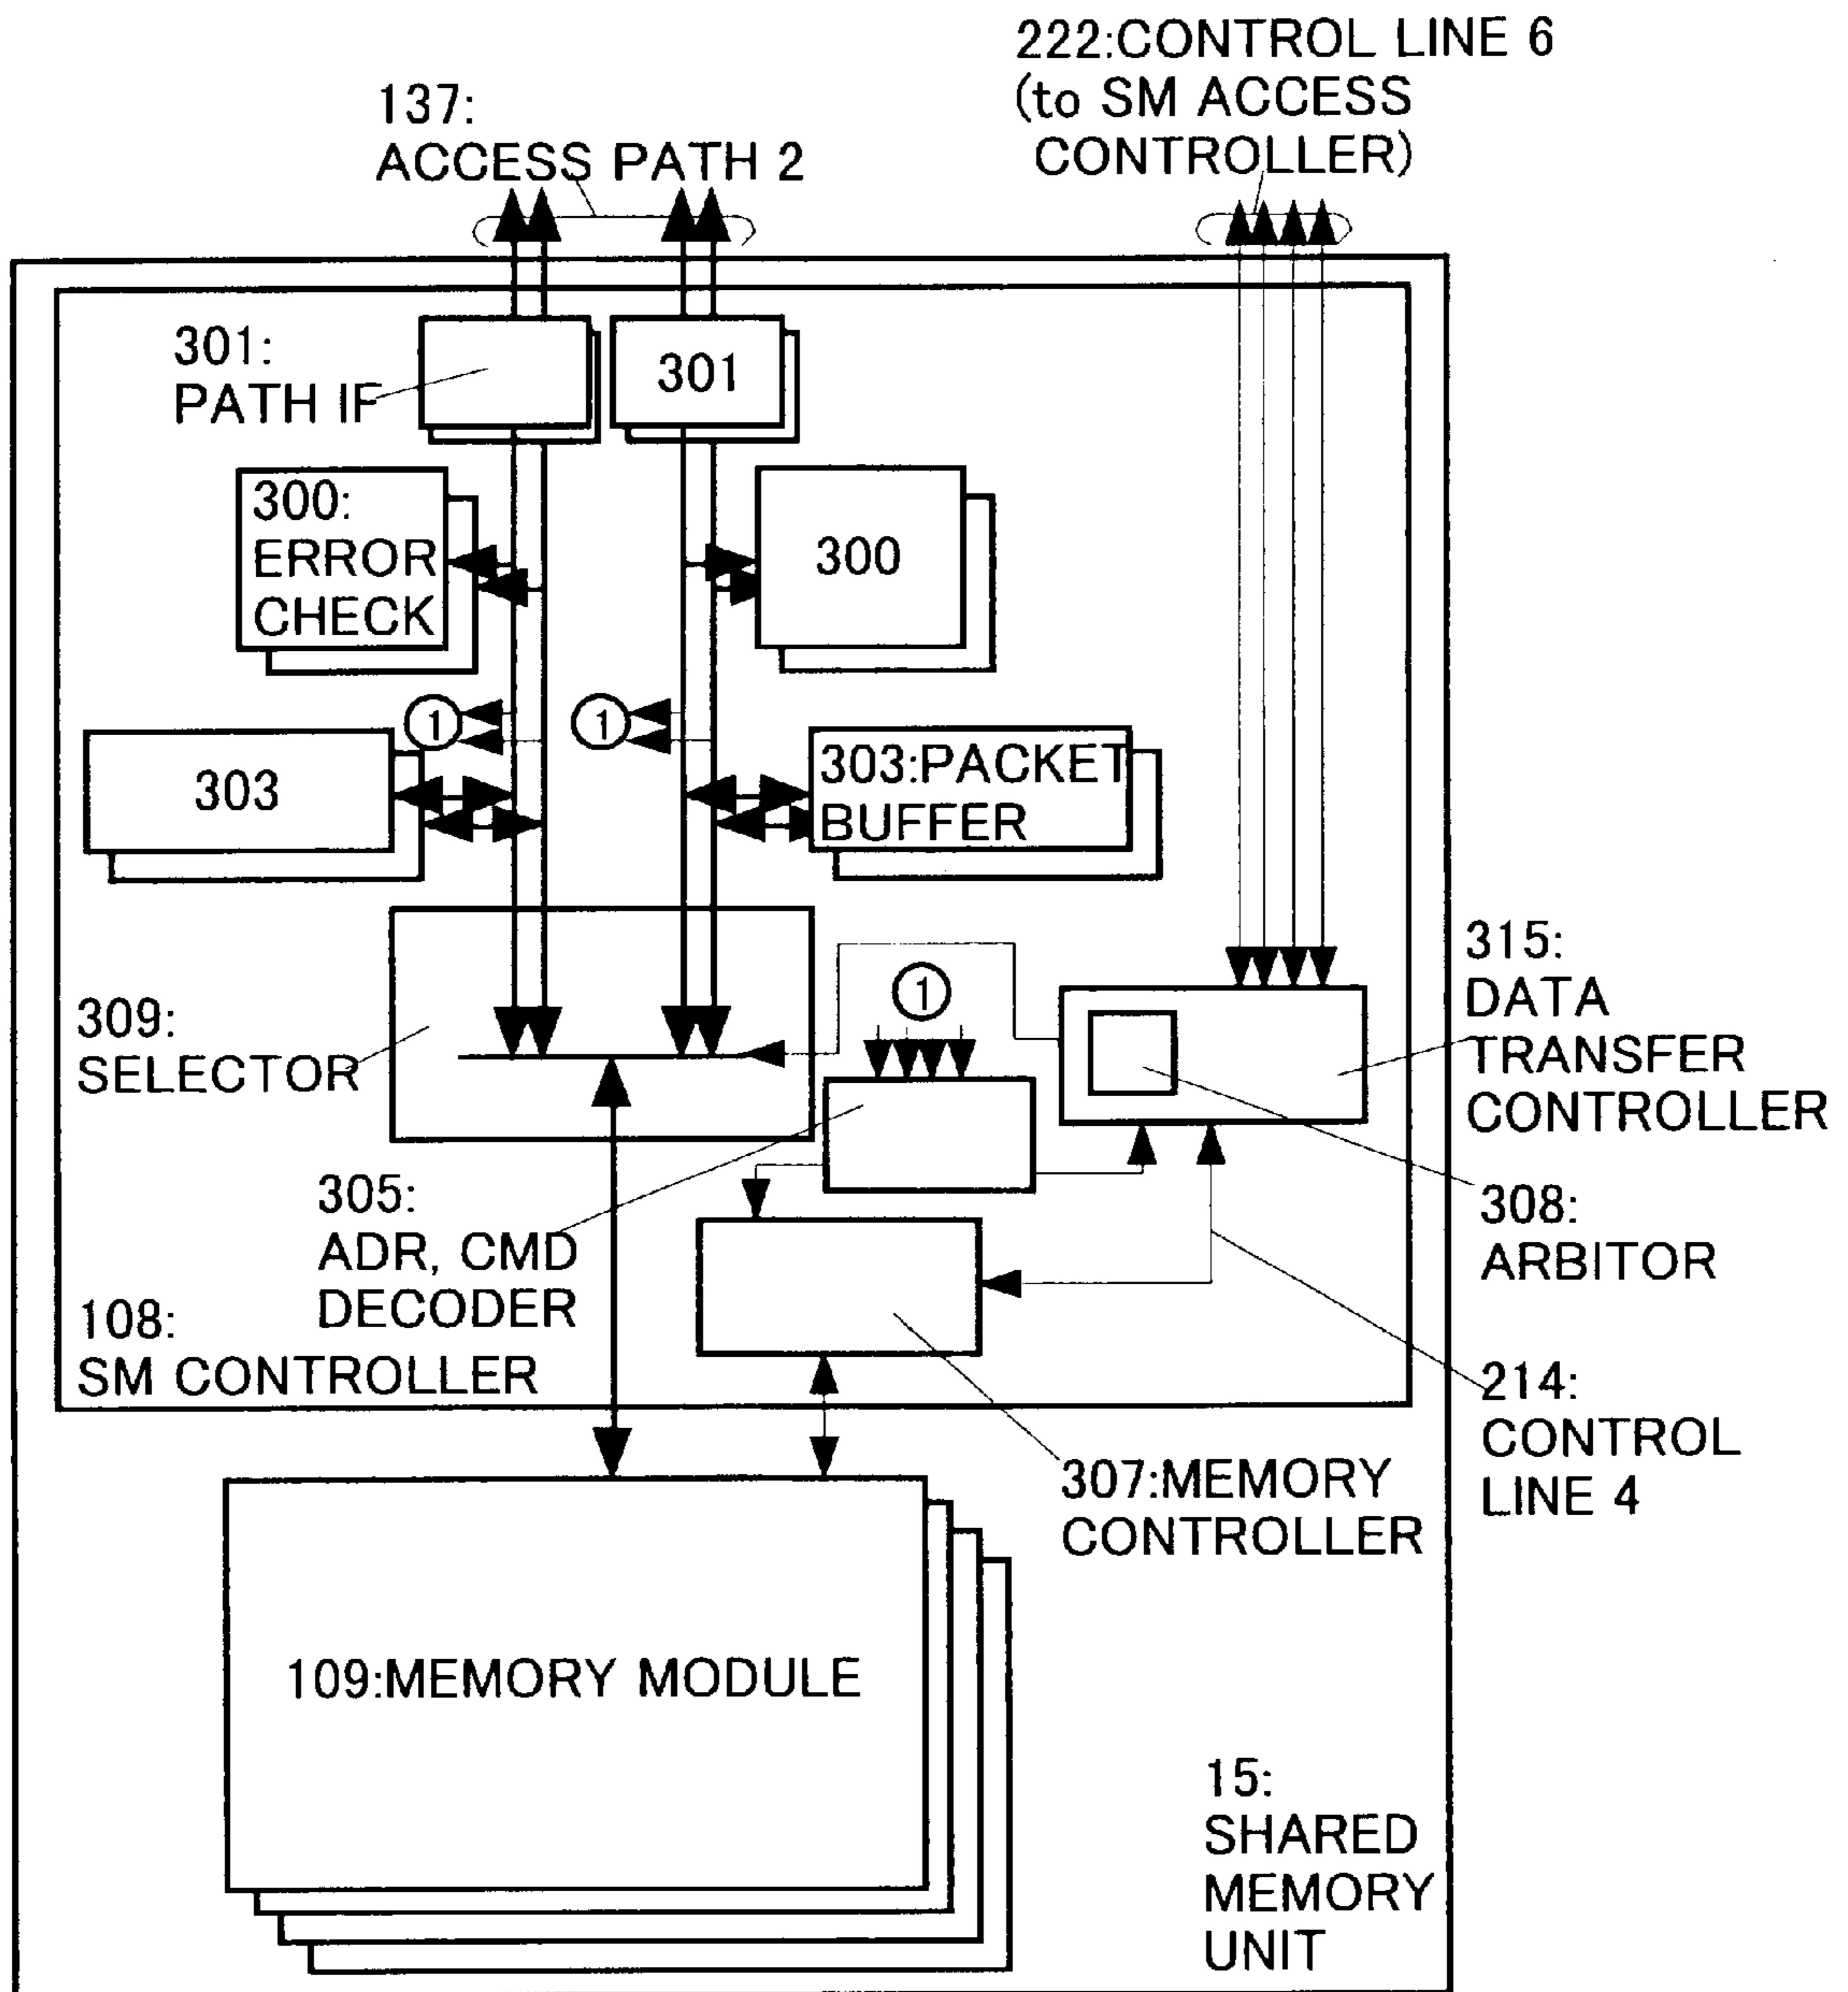 222:CONTROL LINE 6
(to SM ACCESS
CONTROLLER)
137:
ACCESS PATH 2
301:
PATH IF
301
300:
ERROR
CHECK
300
1
1
303
303:PACKET
BUFFER
1
309:
SELECTOR
315:
DATA
TRANSFER
CONTROLLER
305:
ADR, CMD
DECODER
308:
ARBITOR
108:
SM CONTROLLER
214:
CONTROL
LINE 4
307:MEMORY
CONTROLLER
109:MEMORY MODULE
15:
SHARED
MEMORY
UNIT